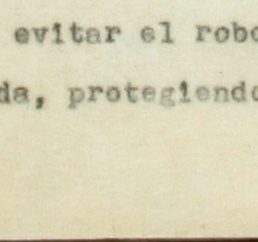 evitar el robo
da, protegiendo